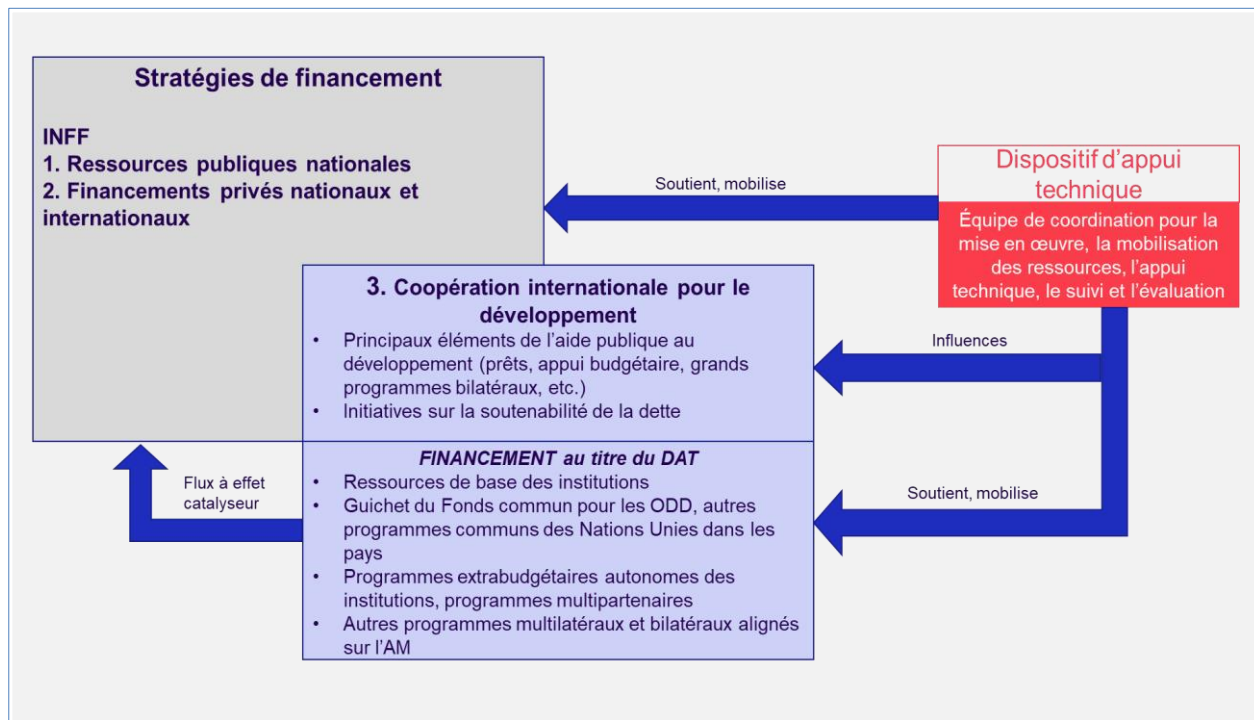 Stratégies de financement
INFF
1. Ressources publiques nationales
2. Financements privés nationaux et
internationaux
Soutient, mobilise
Dispositif d’appui
technique
Équipe de coordination pour la
mise en œuvre, la mobilisation
des ressources, l’appui
technique, le suivi et l’évaluation
3. Coopération internationale pour le
développement
• Principaux éléments de l’aide publique au
développement (prêts, appui budgétaire, grands
programmes bilatéraux, etc.)
• Initiatives sur la soutenabilité de la dette
Influences
FINANCEMENT au titre du DAT
• Ressources de base des institutions
• Guichet du Fonds commun pour les ODD, autres
programmes communs des Nations Unies dans les
pays
• Programmes extrabudgétaires autonomes des
institutions, programmes multipartenaires
• Autres programmes multilatéraux et bilatéraux alignés
sur l’AM
Flux à effet
catalyseur
Soutient, mobilise